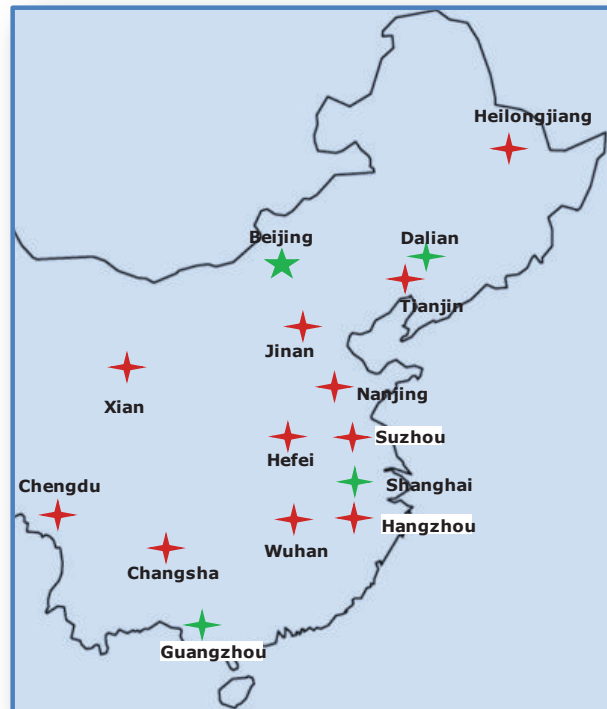 Heilongjiang
Beijing
Dalian
Tianjin
Jinan
Nanjing
Xian
Suzhou
Hefei
Chengdu
Shanghai
Hangzhou
Wuhan
Changsha
Guangzhou